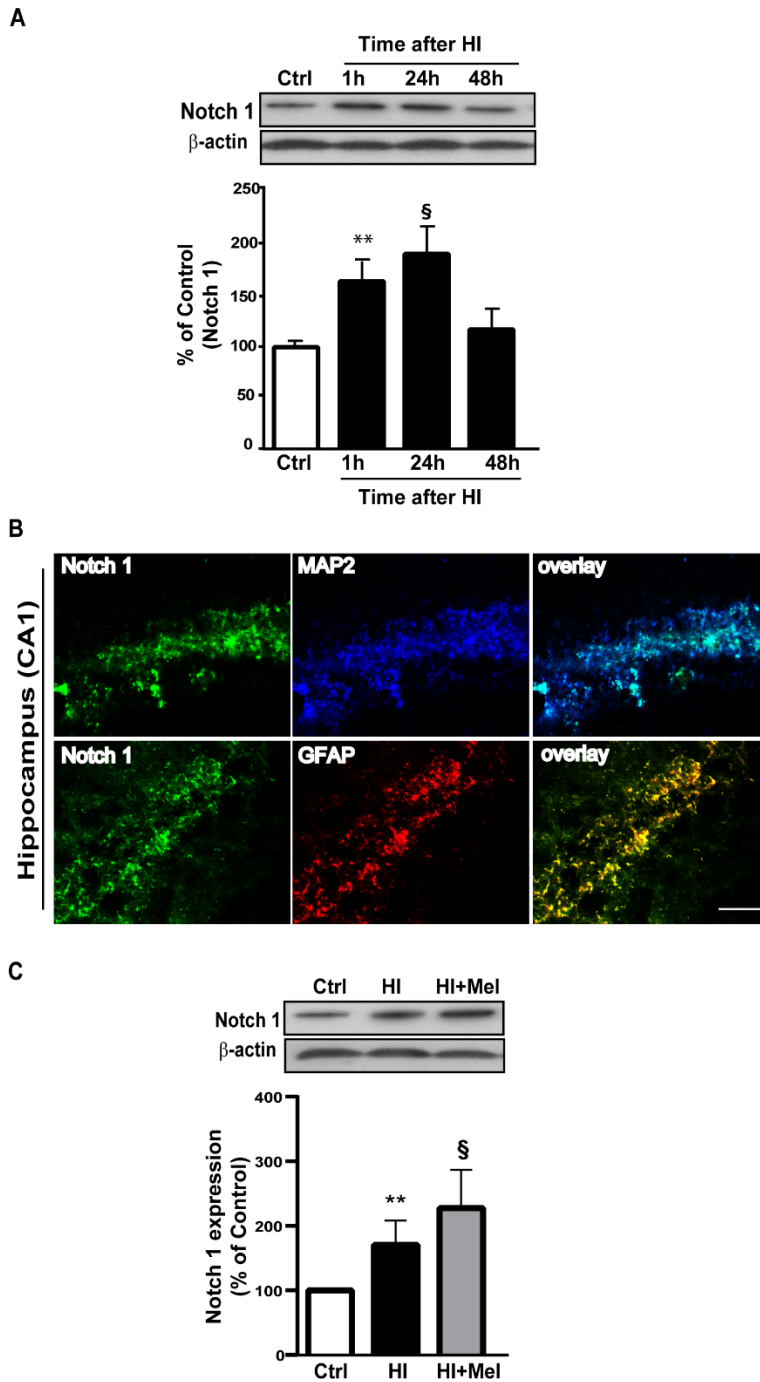 A
Time after HI
Ctrl 1h 24h 48h
Notch 1
β-actin
250
200
150
100
50
0
% of Control
(Notch 1)
**
§
Ctrl 1h 24h 48h
Time after HI
B
Hippocampus (CA1)
Notch 1 MAP2 overlay
Notch 1 GFAP overlay
C
Ctrl HI HI+Mel
Notch 1
β-actin
400
300
200
100
0
Notch 1 expression
(% of Control)
**
§
Ctrl HI HI+Mel